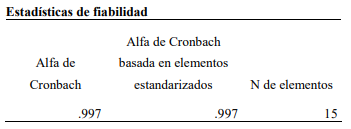 Estadísticas de fiabilidad
Alfa de Cronbach
Alfa de basada en elementos
Cronbach estandarizados N de elementos
.997 .997 15